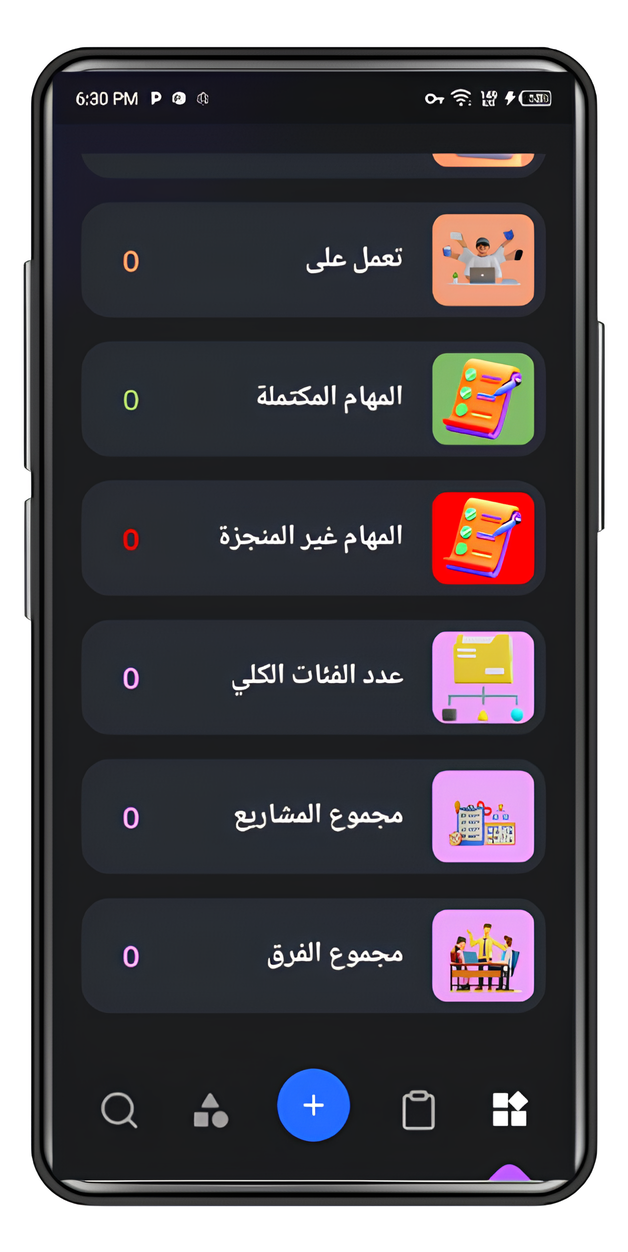 6:30 PM
تعمل على
0
المهام المكتملة
0
المهام غير المنجزة
0
عدد الفئات الكلي
0
مجموع المشاريع
0
مجموع الفرق
0